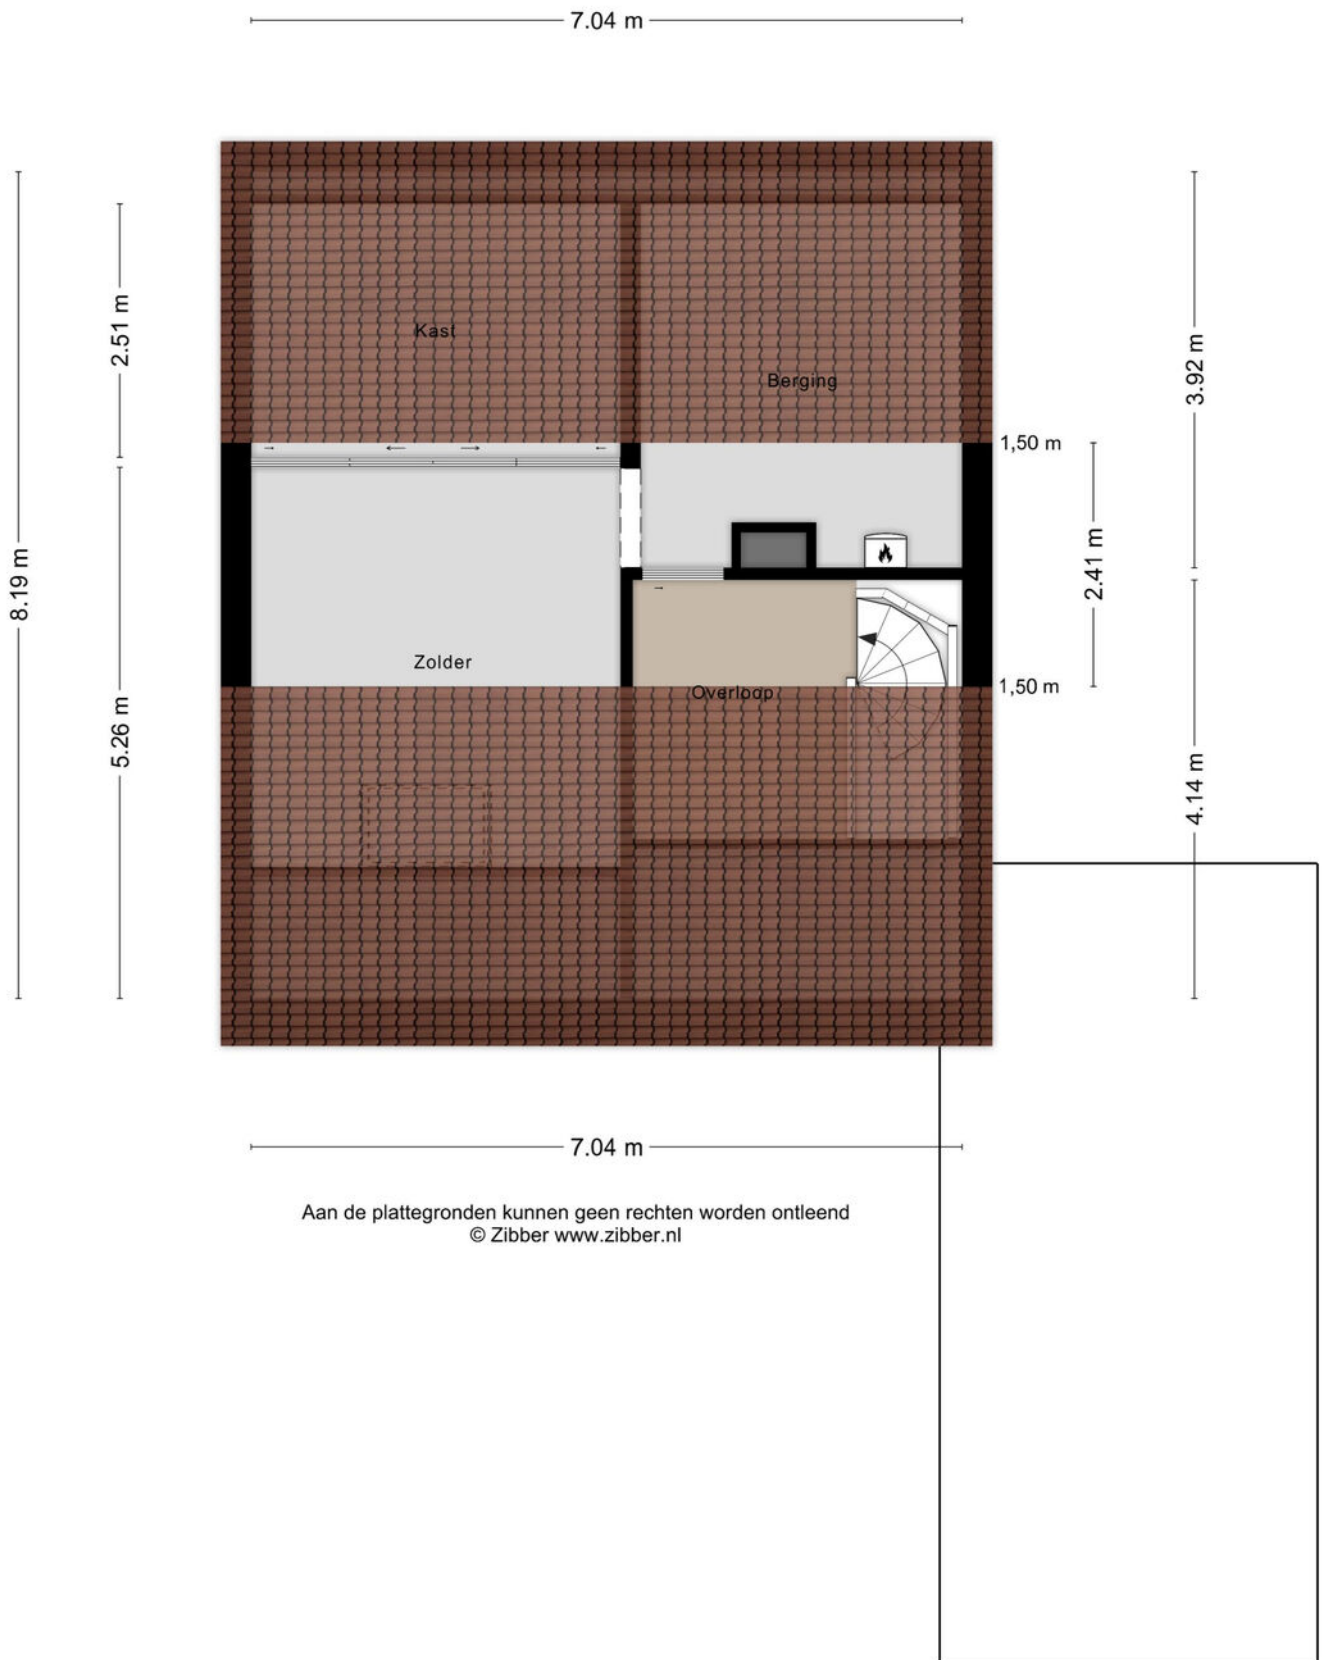 7.04 m
2.51 m
Kast
3.92 m
Berging
1,50 m
8.19 m
2.41 m
Zolder
1,50 m
Overloop
5.26 m
4.14 m
7.04 m
Aan de plattegronden kunnen geen rechten worden ontleend
© Zibber www.zibber.nl